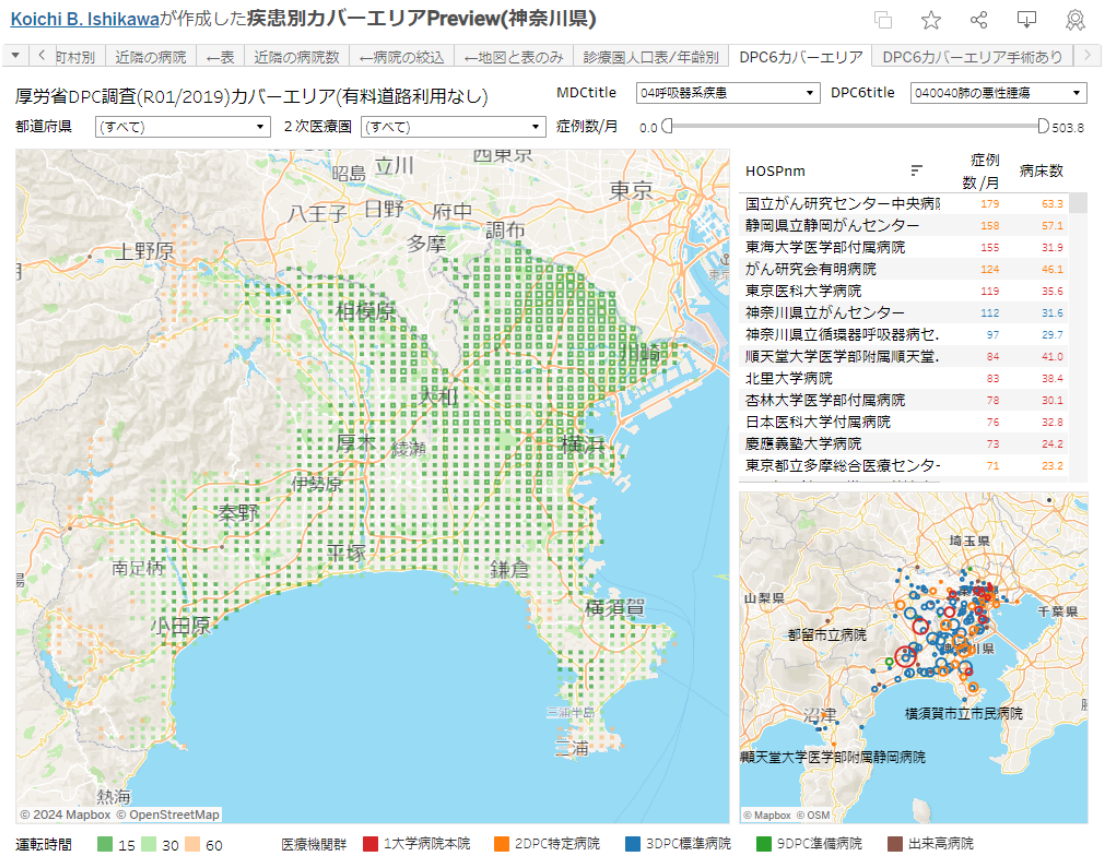 Koichi B. Ishikawaが作成した疾患別カバーエリアPreview(神奈川県)
町村別 近隣の病院 ←表 近隣の病院数 ←病院の絞込 ←地図と表のみ 診療圏人口表/年齢別 DPC6カバーエリア DPC6カバーエリア手術あり
厚労省DPC調査(R01/2019)カバーエリア(有料道路利用なし)
MDCtitle 04呼吸器系疾患 DPC6title 040040肺の悪性腫瘍
都道府県 (すべて) 2次医療圏 (すべて) 症例数/月 0.0 503.8
西東京
昭島 立川
東京
八王子 日野 府中
調布
多摩
上野原
相模原
川崎
大和
厚木 綾瀬 横浜
伊勢原
秦野
平塚
南足柄 鎌倉
横須賀
小田原
三浦半島
三浦
熱海
© 2024 Mapbox © OpenStreetMap
HOSPnm 症例数/月 病床数
国立がん研究センター中央病 179 63.3
静岡県立静岡がんセンター 158 57.1
東海大学医学部付属病院 155 31.9
がん研究会有明病院 124 46.1
東京医科大学病院 119 35.6
神奈川県立がんセンター 112 31.6
神奈川県立循環器呼吸器病セ. 97 29.7
順天堂大学医学部附属順天堂. 84 41.0
北里大学病院 83 38.4
杏林大学医学部付属病院 78 30.1
日本医科大学付属病院 76 32.8
慶應義塾大学病院 73 24.2
東京都立多摩総合医療センタ- 71 23.2
埼玉県
山梨県
千葉県
都留市立病院
神奈川県
沼津
横須賀市立市民病院
順天堂大学医学部附属静岡病院
© Mapbox © OSM
運転時間 15 30 60 医療機関群 1大学病院本院 2DPC特定病院 3DPC標準病院 9DPC準備病院 出来高病院